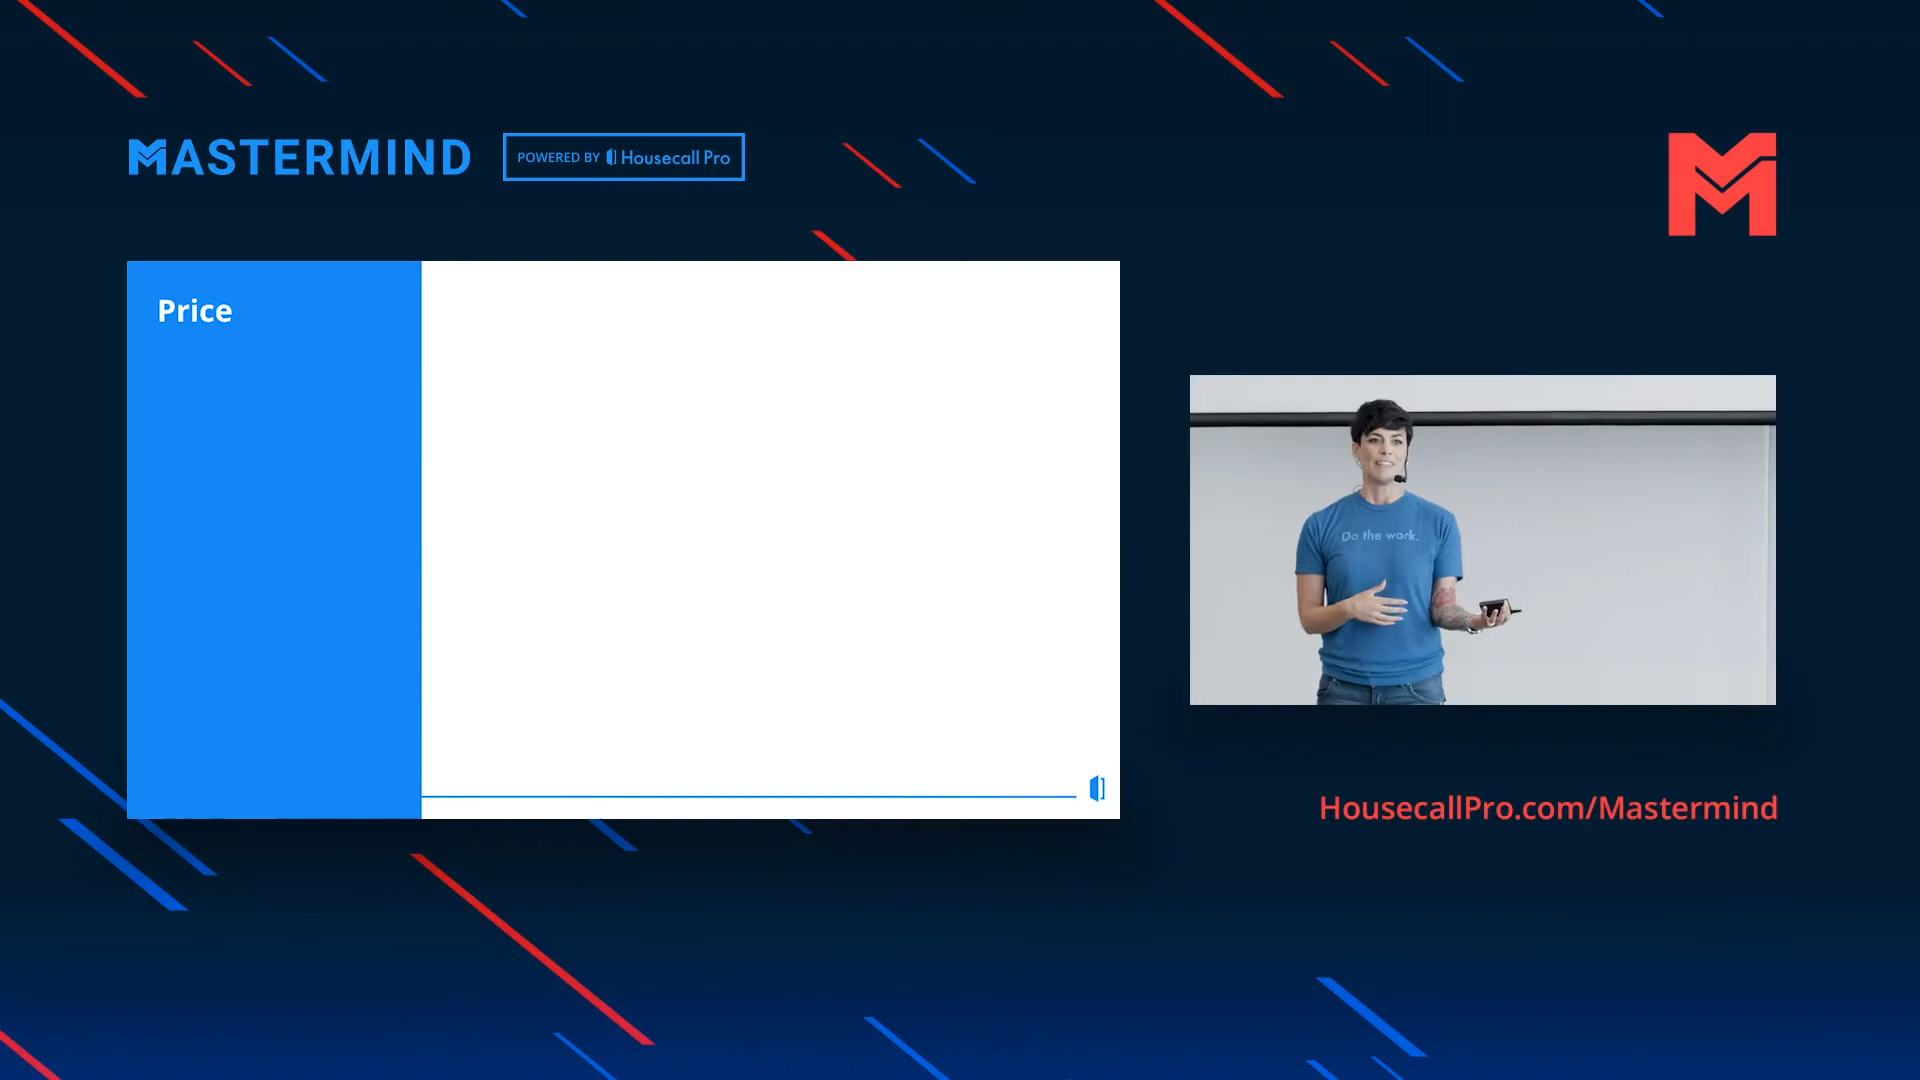 MASTERMIND
POWERED BY Housecall Pro
Price
Do the work.
HousecallPro.com/Mastermind